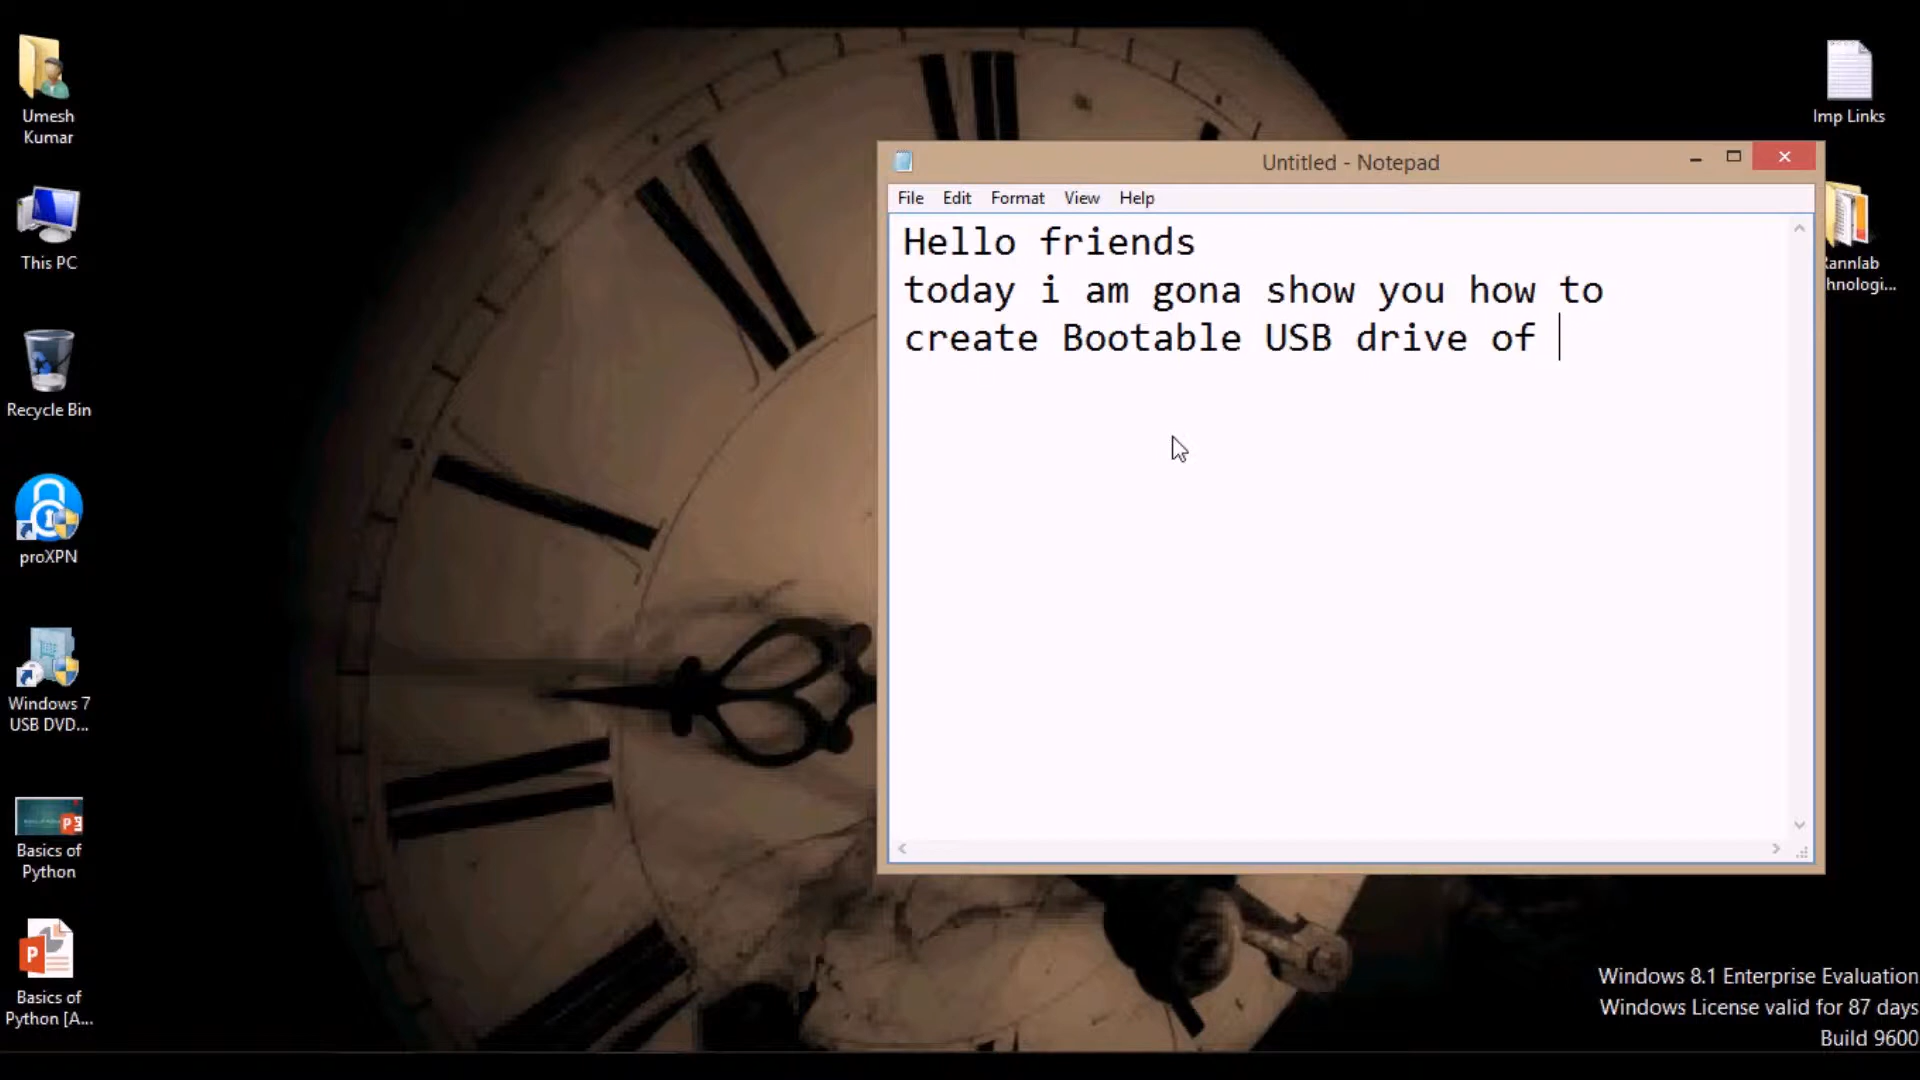 Umesh
Kumar
This PC
Recycle Bin
proXPN
Windows 7
USB DVD...
Basics of
Python
Basics of
Python [A...
Untitled - Notepad
File Edit Format View Help
Hello friends
today i am gona show you how to
create Bootable USB drive of
Imp Links
Rannlab
hnologi...
Windows 8.1 Enterprise Evaluation
Windows License valid for 87 days
Build 9600